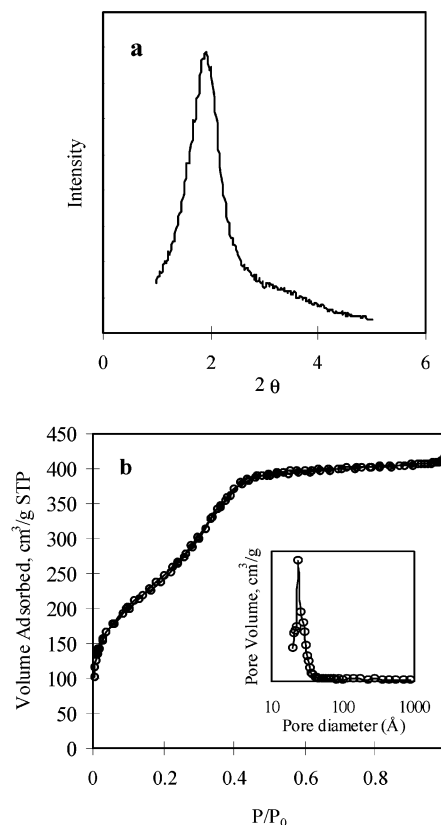 a
Intensity
0 2 4 6
2 θ
b
Volume Adsorbed, cm³/g STP
450
400
350
300
250
200
150
100
50
0
Pore Volume, cm³/g
10 100 1000
Pore diameter (Å)
0 0.2 0.4 0.6 0.8
P/P₀